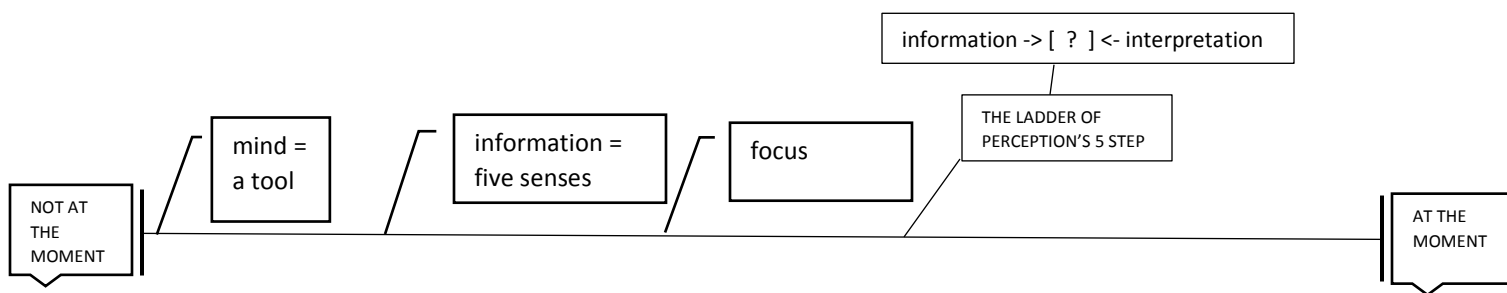 information -> [ ? ] <- interpretation
THE LADDER OF
PERCEPTION'S 5 STEP
mind =
a tool
information =
five senses
focus
NOT AT
THE
MOMENT
AT THE
MOMENT